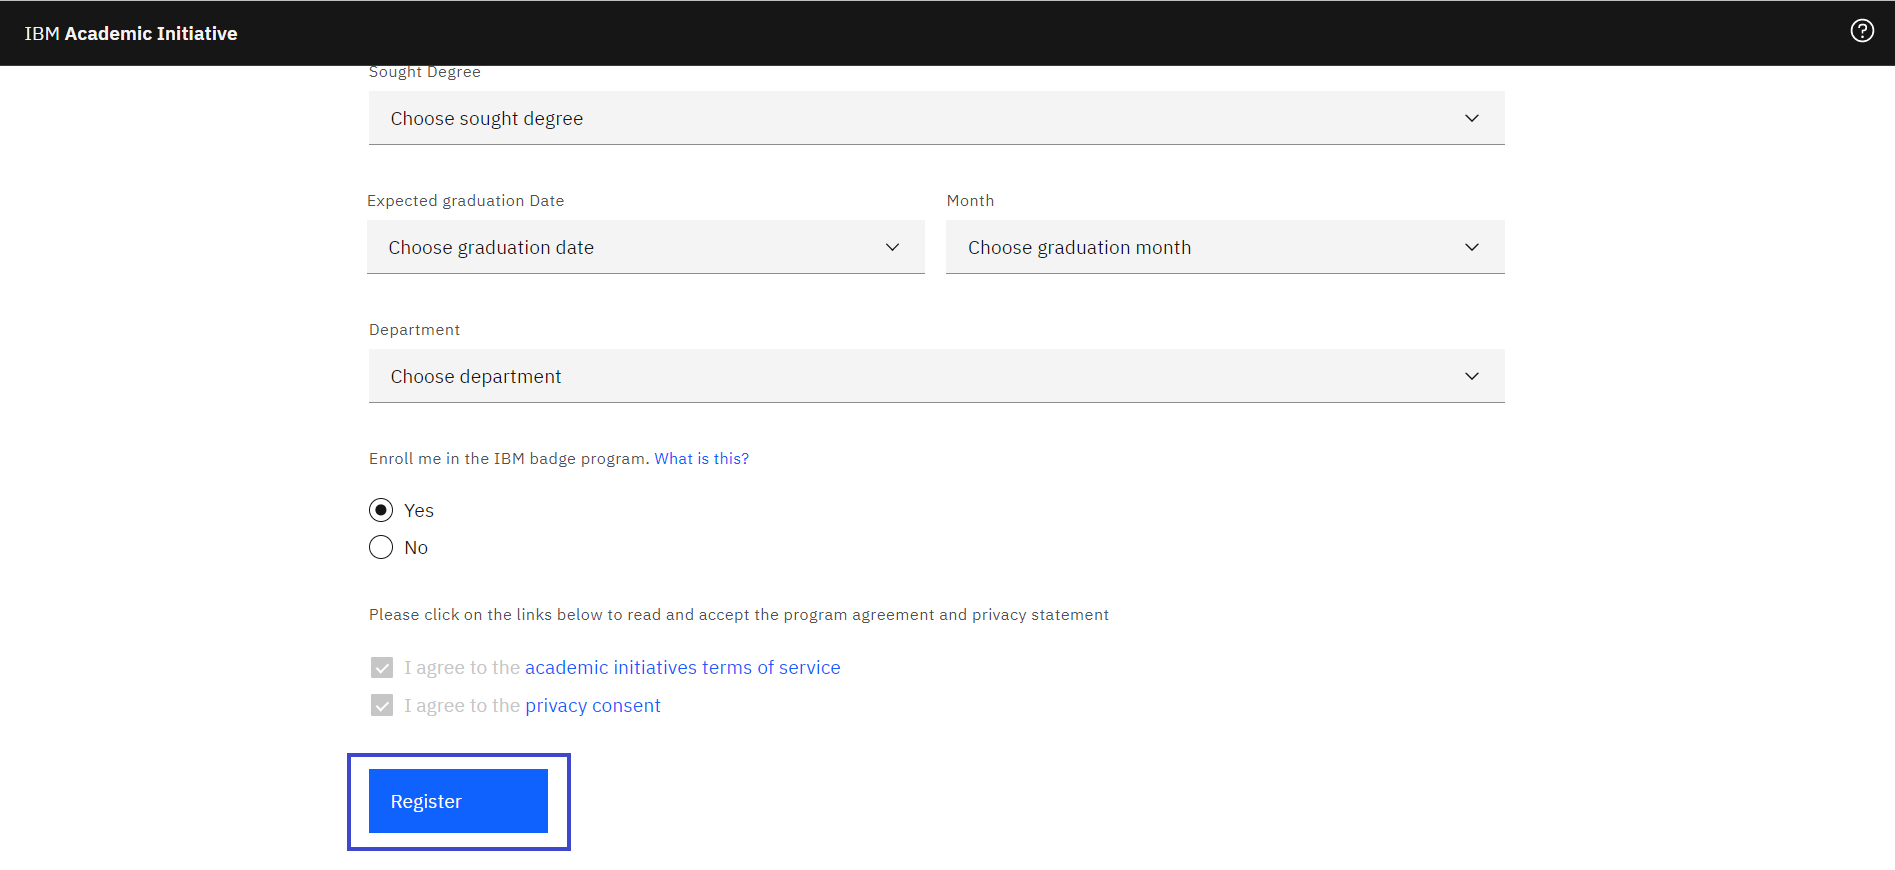 IBM Academic Initiative
Sought Degree
Choose sought degree
Expected graduation Date
Month
Choose graduation date
Choose graduation month
Department
Choose department
Enroll me in the IBM badge program. What is this?
Yes
No
Please click on the links below to read and accept the program agreement and privacy statement
I agree to the academic initiatives terms of service
I agree to the privacy consent
Register